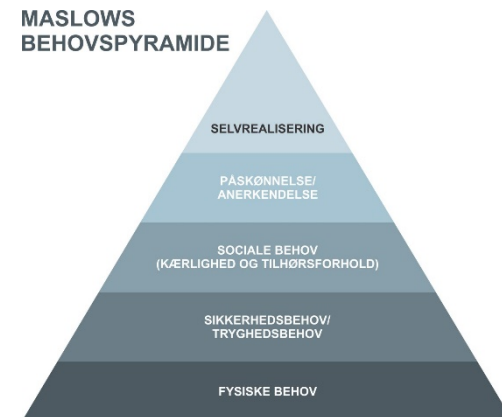 MASLOWS
BEHOVSPYRAMIDE
SELVREALISERING
PÅSKØNNELSE/
ANERKENDELSE
SOCIALE BEHOV
(KÆRLIGHED OG TILHØRSFORHOLD)
SIKKERHEDSBEHOV/
TRYGHEDSBEHOV
FYSISKE BEHOV